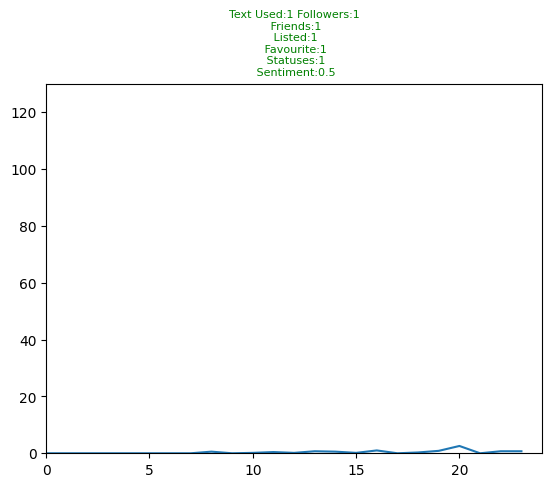 Text Used:1 Followers:1
Friends:1
Listed:1
Favourite:1
Statuses:1
Sentiment:0.5
120
100
80
60
40
20
0
0 5 10 15 20